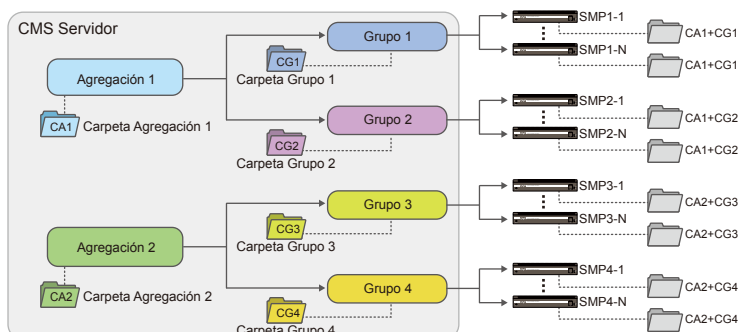 CMS Servidor
Agregación 1
CA1
Carpeta Agregación 1
Grupo 1
CG1
Carpeta Grupo 1
Grupo 2
CG2
Carpeta Grupo 2
SMP1-1
CA1+CG1
SMP1-N
CA1+CG1
SMP2-1
CA1+CG2
SMP2-N
CA1+CG2
Agregación 2
CA2
Carpeta Agregación 2
Grupo 3
CG3
Carpeta Grupo 3
Grupo 4
CG4
Carpeta Grupo 4
SMP3-1
CA2+CG3
SMP3-N
CA2+CG3
SMP4-1
CA2+CG4
SMP4-N
CA2+CG4